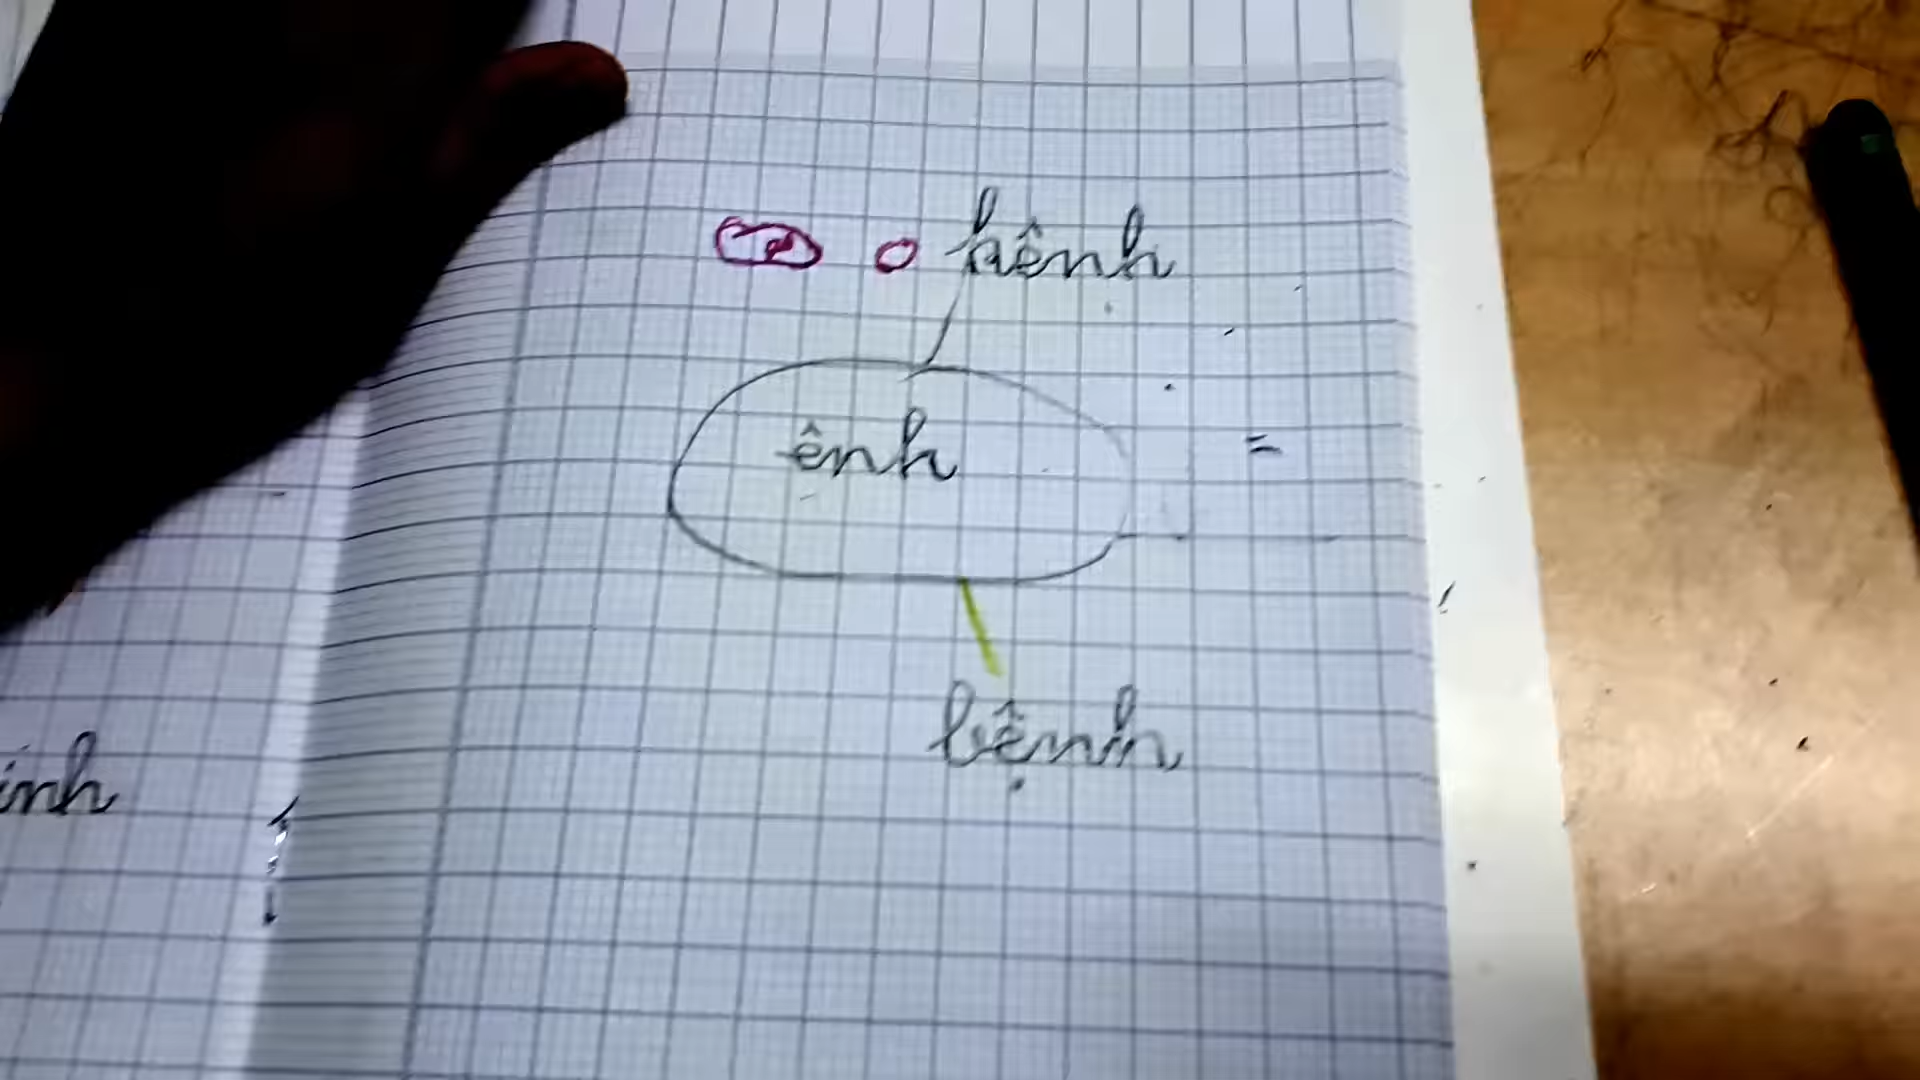 kênh
ênh
=
bệnh
inh